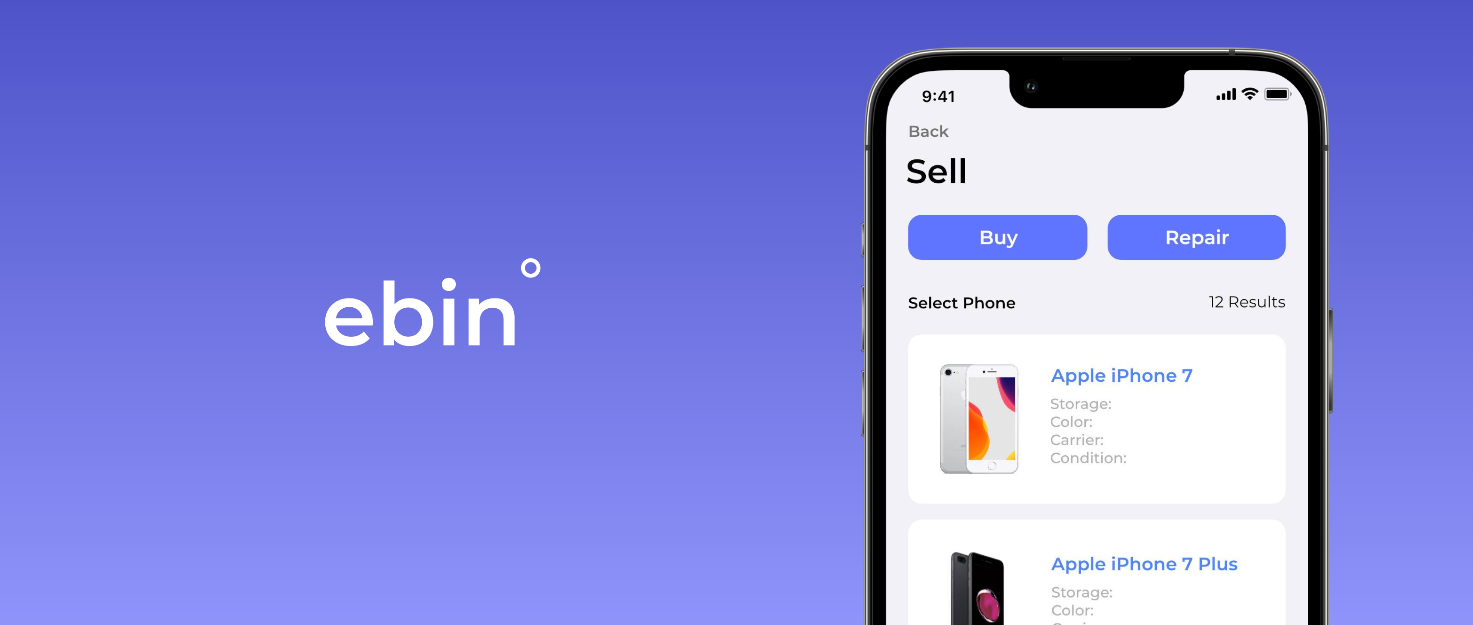 ebin°
9:41
Back
Sell
Buy
Repair
Select Phone
12 Results
Apple iPhone 7
Storage:
Color:
Carrier:
Condition:
Apple iPhone 7 Plus
Storage:
Color: